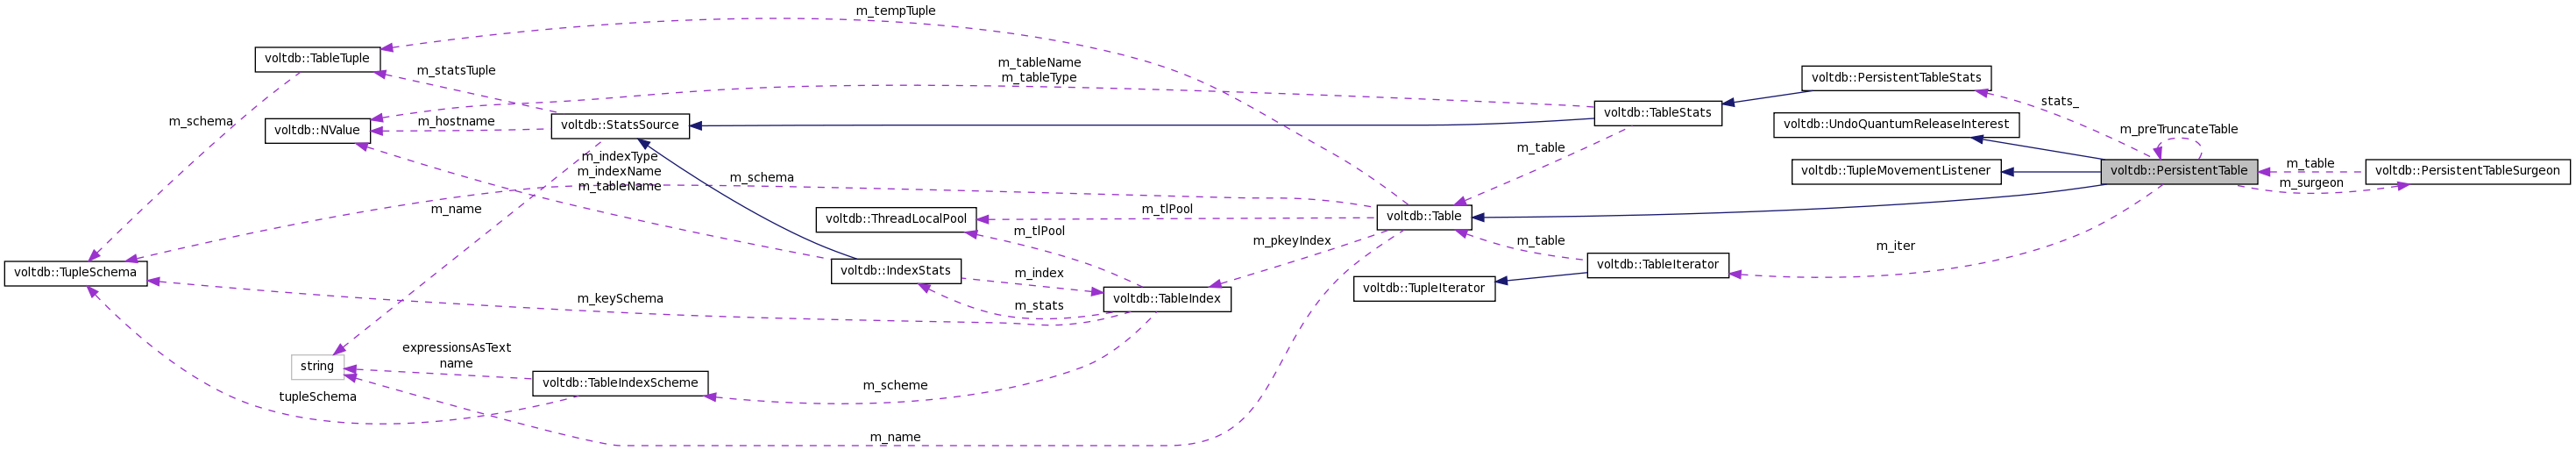 m_tempTuple
voltdb::TableTuple
m_statsTuple
m_tableName
m_tableType
voltdb::PersistentTableStats
stats_
m_schema
voltdb::NValue
m_hostname
voltdb::StatsSource
voltdb::TableStats
voltdb::UndoQuantumReleaseInterest
m_preTruncateTable
m_indexType
m_indexName
m_tableName
m_schema
m_table
voltdb::TupleMovementListener
voltdb::PersistentTable
m_table
m_surgeon
voltdb::PersistentTableSurgeon
m_name
voltdb::ThreadLocalPool
m_tlPool
m_tlPool
voltdb::Table
m_pkeyIndex
m_table
m_iter
voltdb::TupleSchema
voltdb::IndexStats
m_index
m_stats
voltdb::TableIndex
voltdb::TupleIterator
voltdb::TableIterator
m_keySchema
string
expressionsAsText
name
voltdb::TableIndexScheme
m_scheme
tupleSchema
m_name